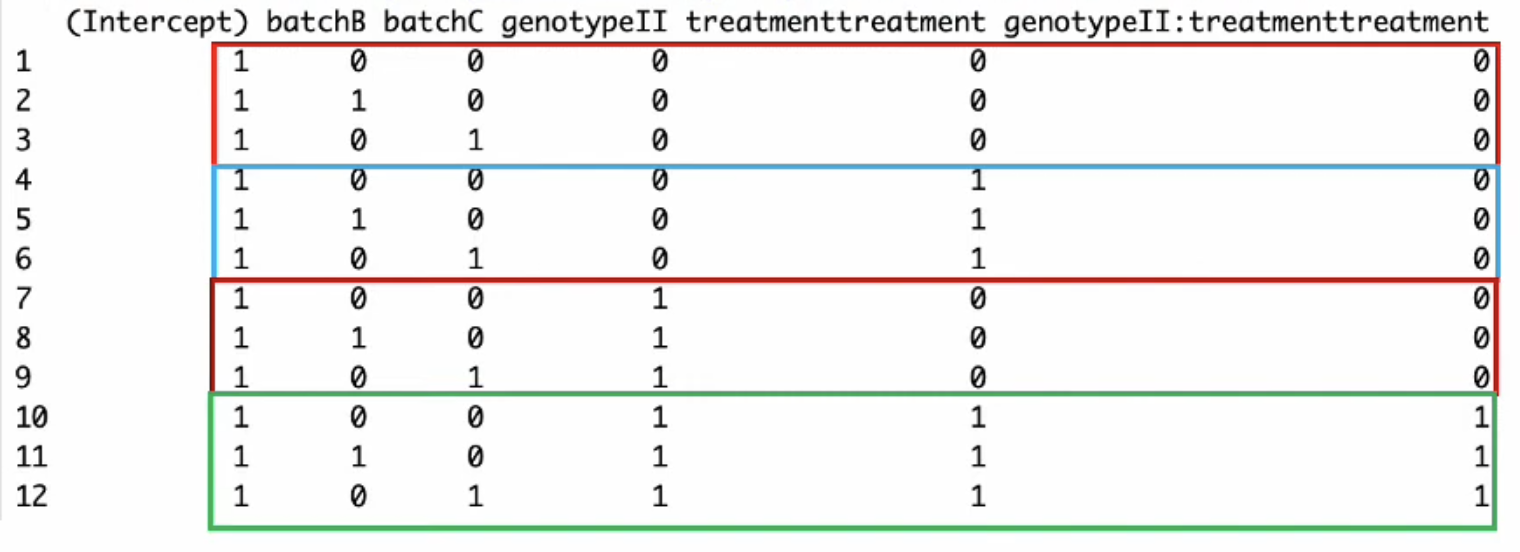 (Intercept) batchB batchC genotypeII treatmenttreatment genotypeII:treatmenttreatment
1 1 0 0 0 0 0
2 1 1 0 0 0 0
3 1 0 1 0 0 0
4 1 0 0 0 1 0
5 1 1 0 0 1 0
6 1 0 1 0 1 0
7 1 0 0 1 0 0
8 1 1 0 1 0 0
9 1 0 1 1 0 0
10 1 0 0 1 1 1
11 1 1 0 1 1 1
12 1 0 1 1 1 1